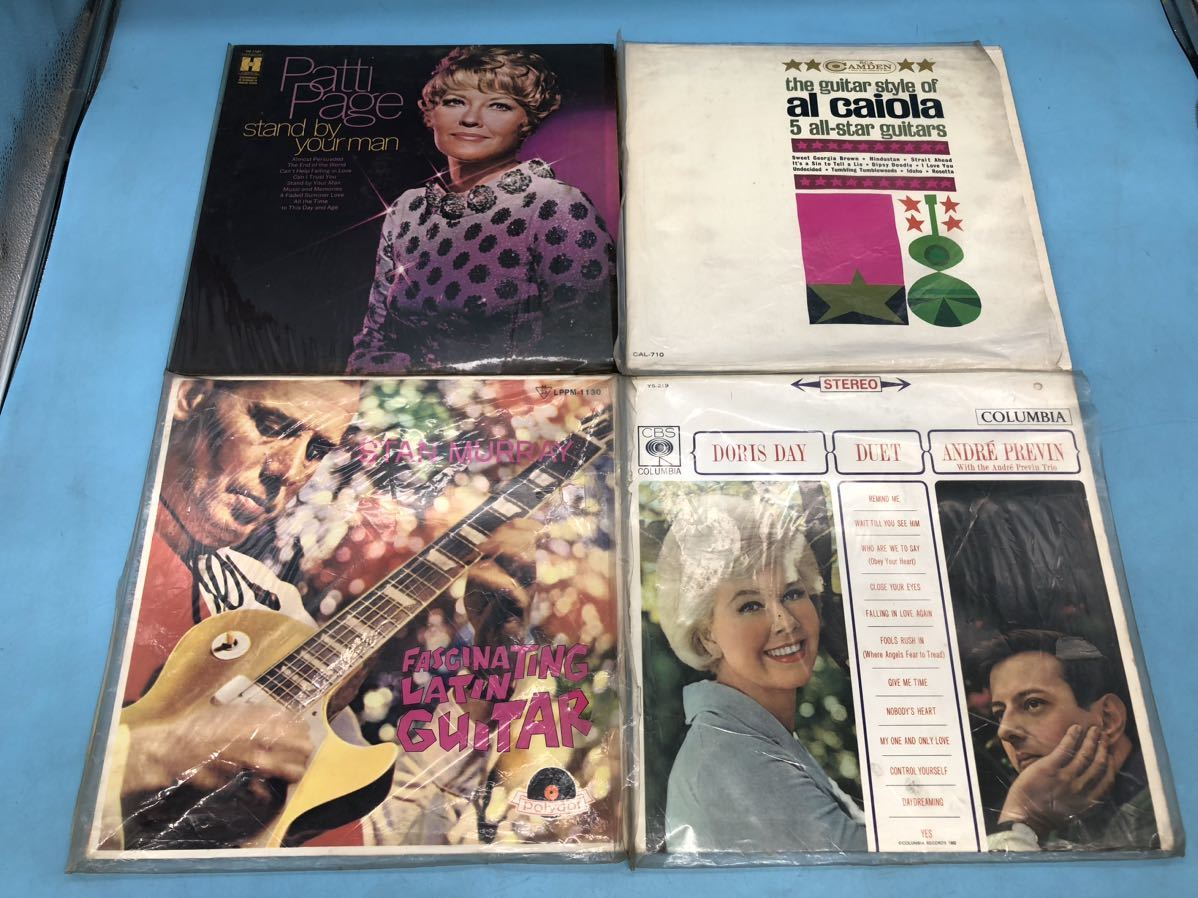 Patti
Page
stand by
your man
Almost Persuaded
The End of the World
Can't Help Falling in Love
Can I Trust You
Stand by Your Man
Music and Memories
A Faded Summer Love
All the Time
to This Day and Age
RCA
CAMDEN
the guitar style of
al caiola
5 all-star guitars
Sweet Georgia Brown • Hindustan • Strait Ahead
It's a Sin to Tell a Lie • Gipsy Doodle • I Love You
Undecided • Tumbling Tumbleweeds • Idaho • Rosetta
CAL-710
LPPM-1130
STAN MURRAY
FASCINATING
LATIN
GUITAR
Polydor
YS-219
STEREO
COLUMBIA
CBS
COLUMBIA
DORIS DAY
DUET
ANDRÉ PREVIN
With the André Previn Trio
REMIND ME
WAIT TILL YOU SEE HIM
WHO ARE WE TO SAY
(Obey Your Heart)
CLOSE YOUR EYES
FALLING IN LOVE AGAIN
FOOLS RUSH IN
(Where Angels Fear to Tread)
GIVE ME TIME
NOBODY'S HEART
MY ONE AND ONLY LOVE
CONTROL YOURSELF
DAYDREAMING
YES
©COLUMBIA RECORDS 1962